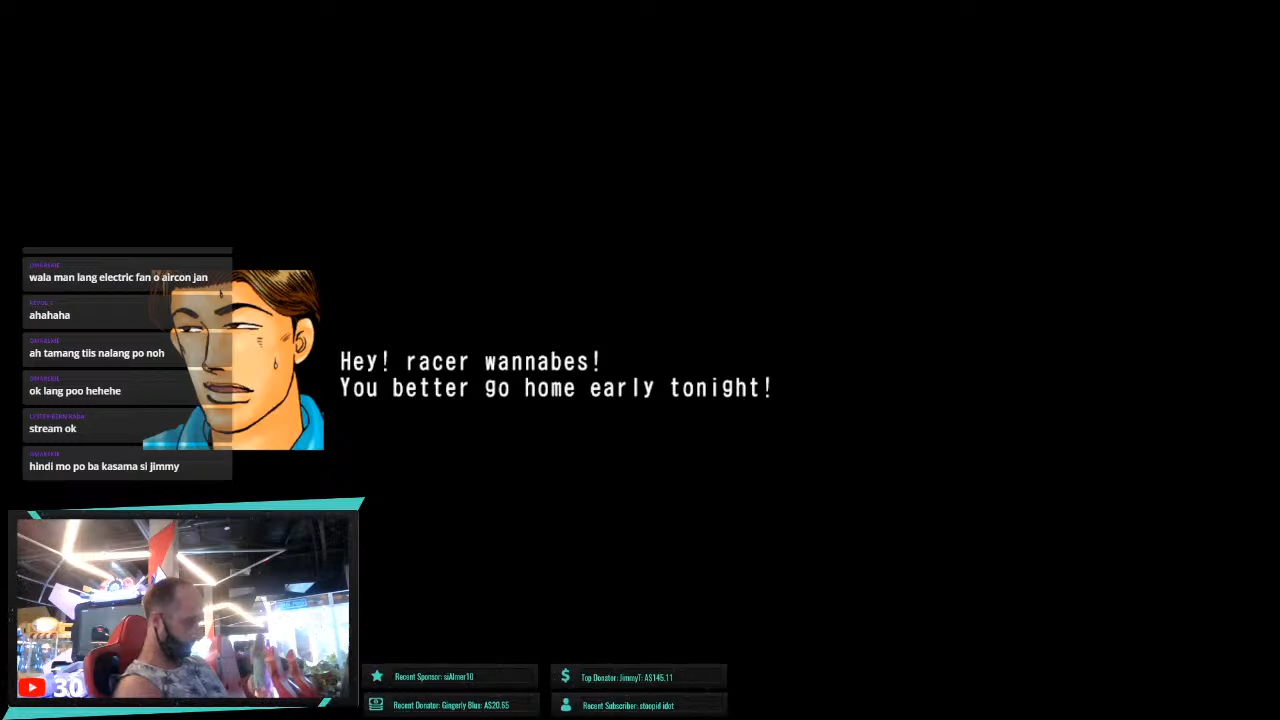 wala man lang electric fan o aircon jan
ahahaha
ah tamang tiis nalang po noh
ok lang poo hehehe
stream ok
hindi mo po ba kasama si jimmy
Hey! racer wannabes!
You better go home early tonight!
30
Recent Sponsor: siAlmer10
Top Donator: JimmyT: A$145.11
Recent Donator: Gingerly Blus: A$20.65
Recent Subscriber: stoopid idot